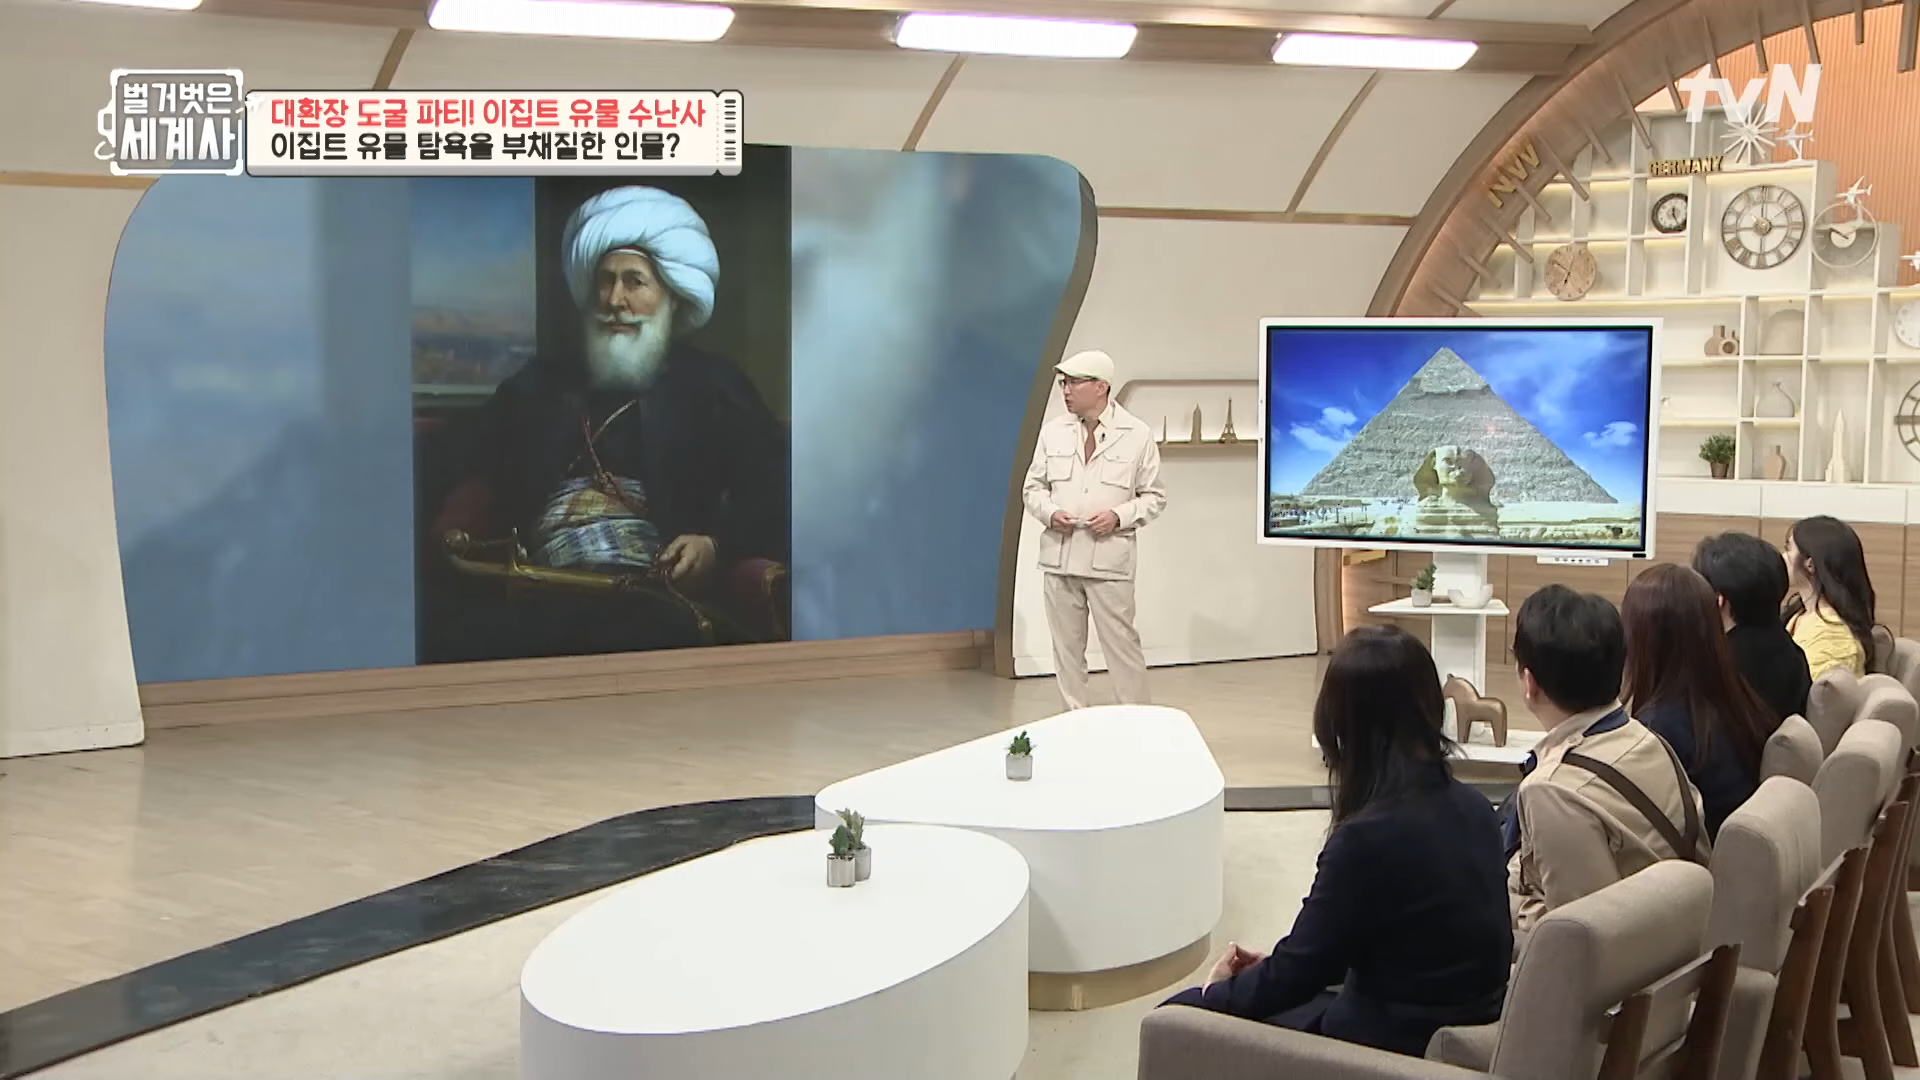 벌거벗은
세계사
대환장 도굴 파티! 이집트 유물 수난사
이집트 유물 탐욕을 부채질한 인물?
tvN
NW
GERMANY